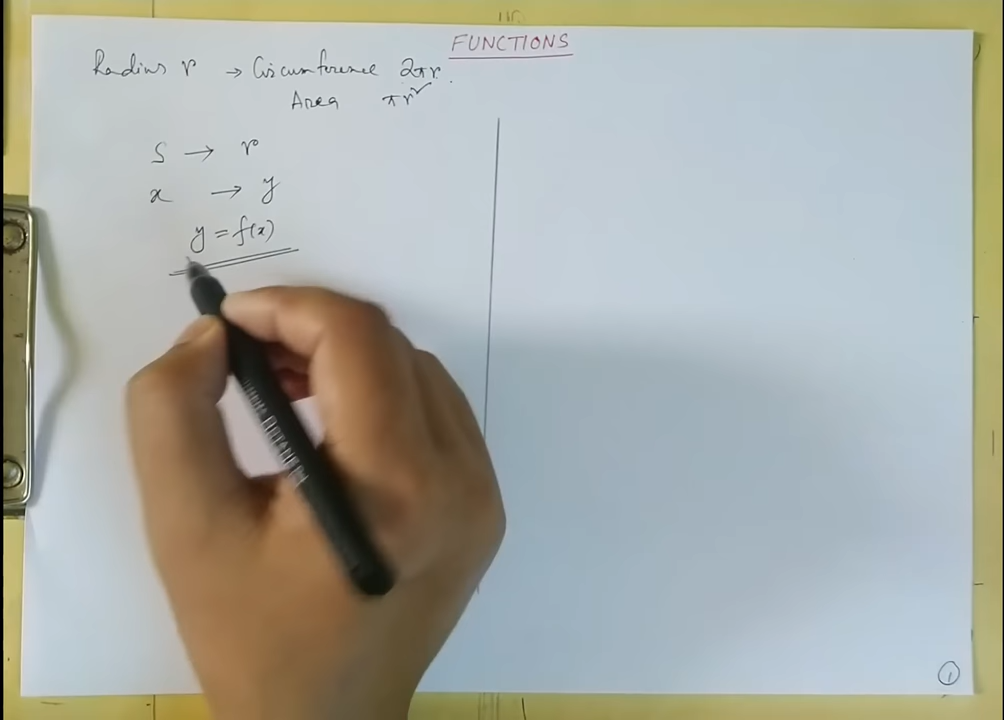 FUNCTIONS
Radius r → Circumference 2πr.
Area πr²
S → r
x → y
y = f(x)
1